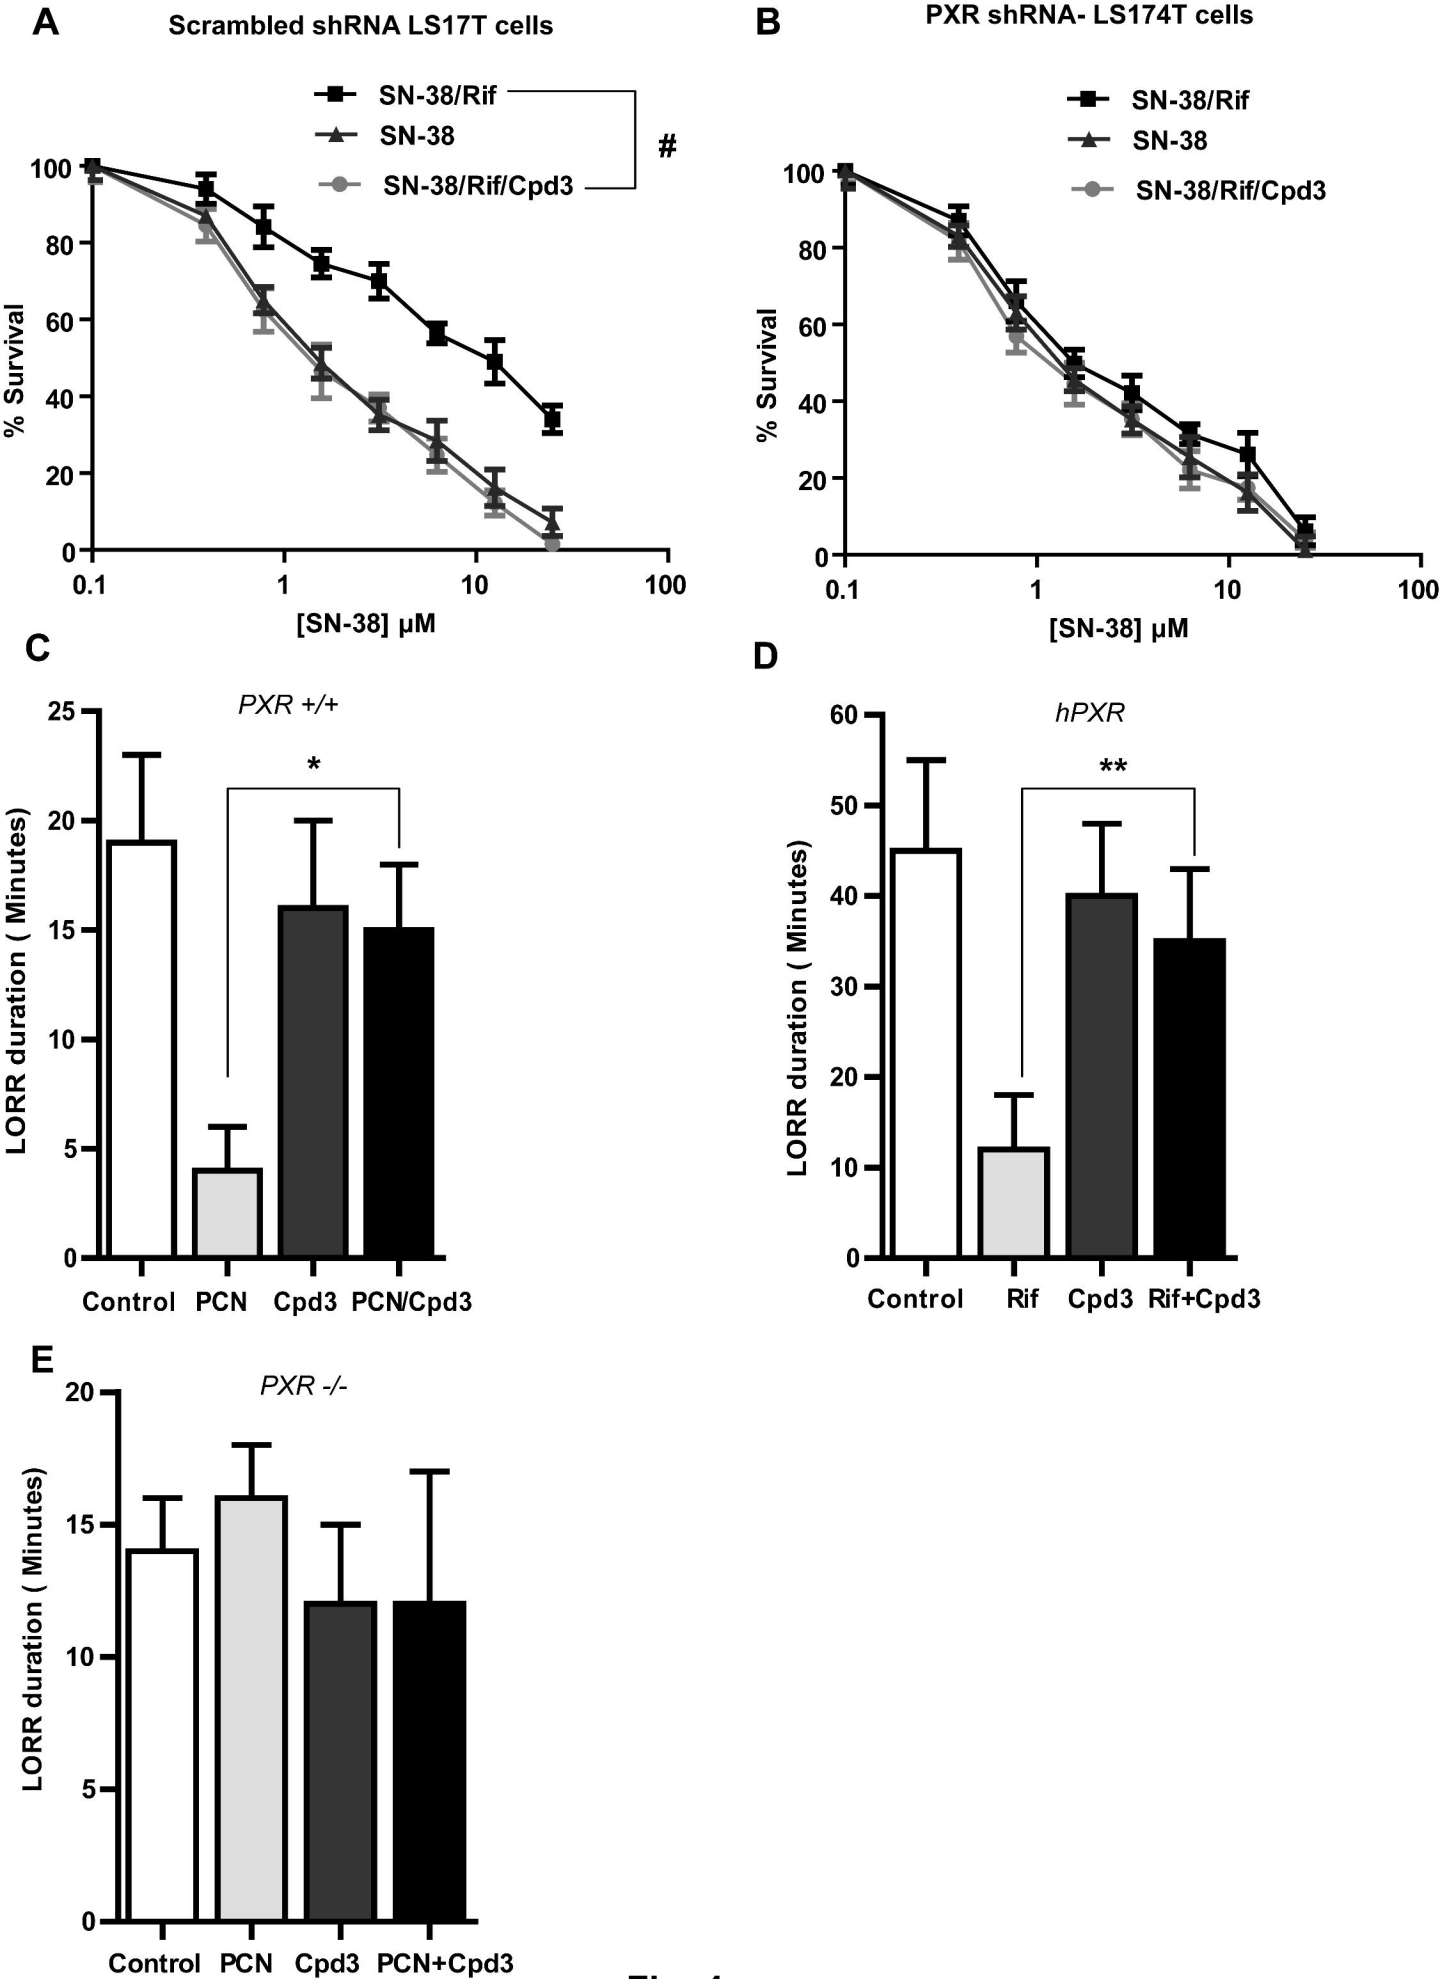 A
Scrambled shRNA LS17T cells
SN-38/Rif
SN-38
SN-38/Rif/Cpd3
#
100
80
60
40
20
0
% Survival
0.1
1
10
100
[SN-38] µM
B
PXR shRNA- LS174T cells
SN-38/Rif
SN-38
SN-38/Rif/Cpd3
100
80
60
40
20
0
% Survival
0.1
1
10
100
[SN-38] µM
C
PXR +/+
*
25
20
15
10
5
0
LORR duration ( Minutes)
Control
PCN
Cpd3
PCN/Cpd3
D
hPXR
**
60
50
40
30
20
10
0
LORR duration ( Minutes)
Control
Rif
Cpd3
Rif+Cpd3
E
PXR -/-
20
15
10
5
0
LORR duration ( Minutes)
Control
PCN
Cpd3
PCN+Cpd3